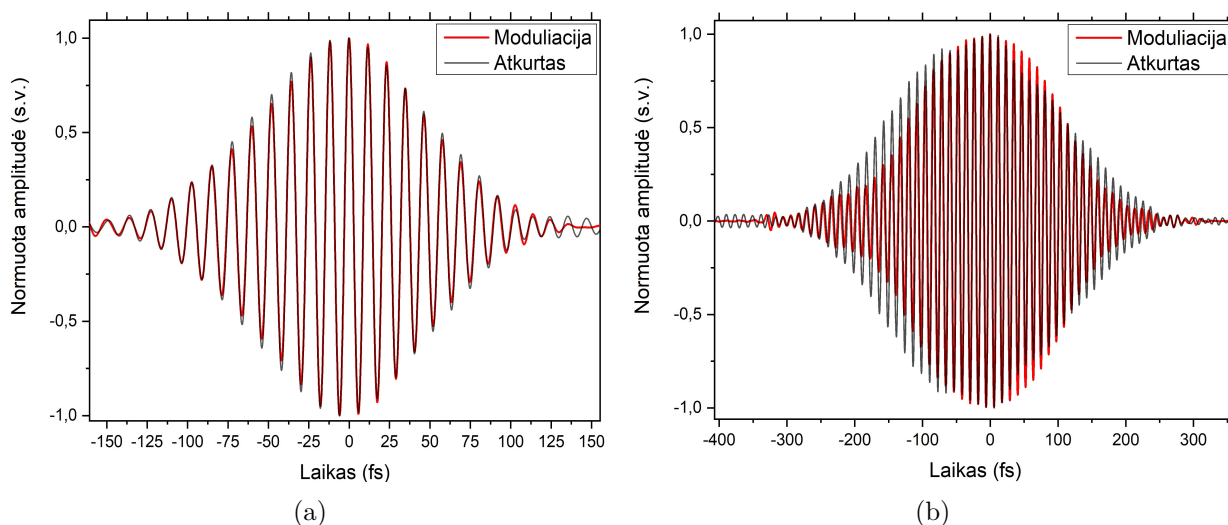 1,0
0,5
0,0
-0,5
-1,0
Normuota amplitudė (s.v.)
Moduliacija
Atkurtas
-150 -125 -100 -75 -50 -25 0 25 50 75 100 125 150
Laikas (fs)
(a)
1,0
0,5
0,0
-0,5
-1,0
Normuota amplitudė (s.v.)
Moduliacija
Atkurtas
-400 -300 -200 -100 0 100 200 300
Laikas (fs)
(b)